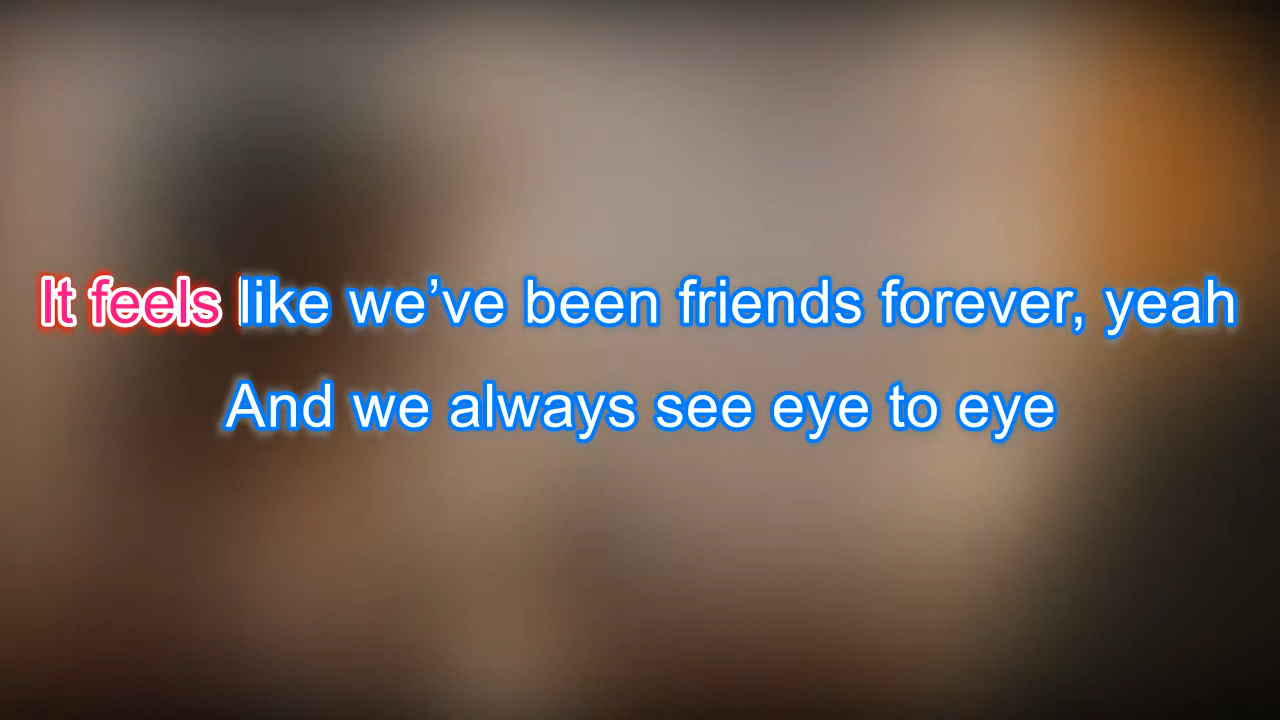 It feels like we’ve been friends forever, yeah
And we always see eye to eye